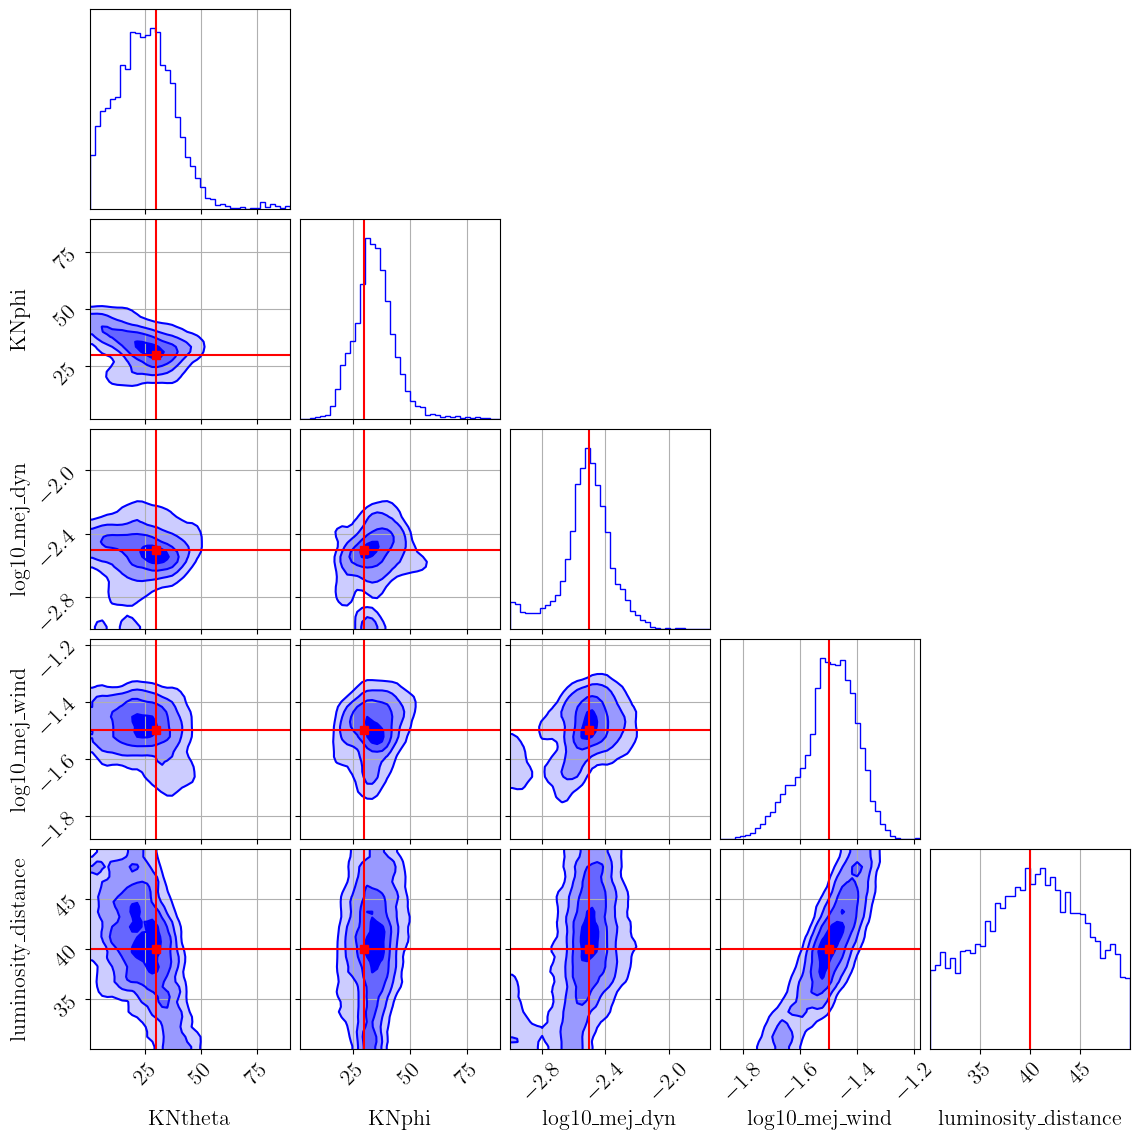 KNphi
75
50
25
log10_mej_dyn
−2.0
−2.4
−2.8
log10_mej_wind
−1.2
−1.4
−1.6
−1.8
luminosity_distance
45
40
35
25 50 75
25 50 75
−2.8 −2.4 −2.0
−1.8 −1.6 −1.4 −1.2
35 40 45
KNtheta KNphi log10_mej_dyn log10_mej_wind luminosity_distance